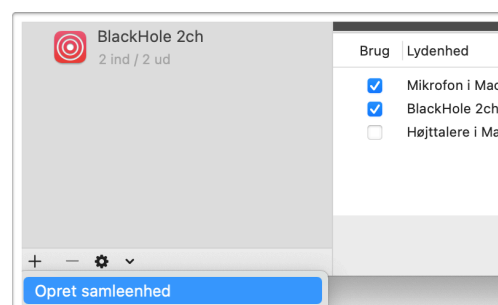 BlackHole 2ch
2 ind / 2 ud
Brug Lydenhed
Mikrofon i Mac
BlackHole 2ch
Højttalere i Ma
Opret samleenhed